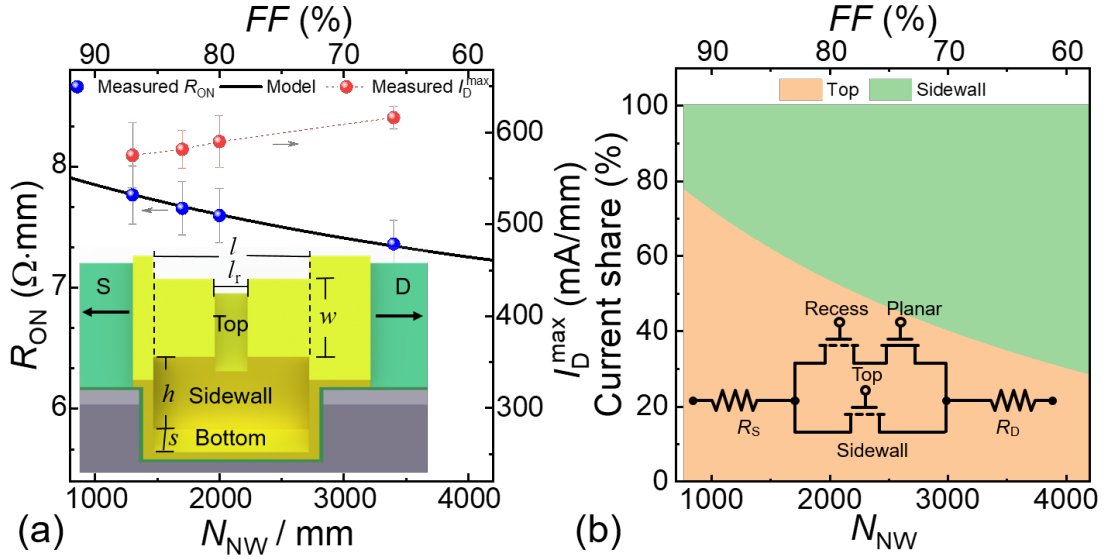 FF (%)
90 80 70 60
Measured R_ON Model Measured I_D^max
8
7
6
R_ON (Ω·mm)
600
500
400
300
I_D^max (mA/mm)
l
l_r
S
D
Top
w
h
Sidewall
s
Bottom
1000 2000 3000 4000
(a)
N_NW / mm
FF (%)
90 80 70 60
Top Sidewall
100
80
60
40
20
0
Current share (%)
Recess Planar
Top
R_S
R_D
Sidewall
1000 2000 3000 4000
(b)
N_NW